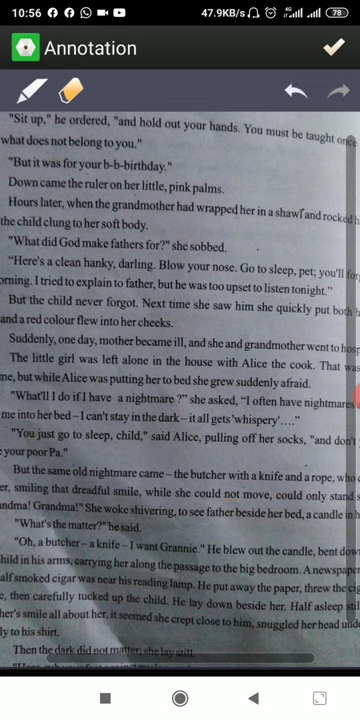 10:56 47.9KB/s 4G 78
Annotation
"Sit up," he ordered, "and hold out your hands. You must be taught once
what does not belong to you."
"But it was for your b-b-birthday."
Down came the ruler on her little, pink palms.
Hours later, when the grandmother had wrapped her in a shawl and rocked h
the child clung to her soft body.
"What did God make fathers for?" she sobbed.
"Here's a clean hanky, darling. Blow your nose. Go to sleep, pet; you'll for
orning. I tried to explain to father, but he was too upset to listen tonight."
But the child never forgot. Next time she saw him she quickly put both h
and a red colour flew into her cheeks.
Suddenly, one day, mother became ill, and she and grandmother went to hosp
The little girl was left alone in the house with Alice the cook. That was
me, but while Alice was putting her to bed she grew suddenly afraid.
"What'll I do if I have a nightmare ?" she asked, "I often have nightmares a
me into her bed – I can't stay in the dark – it all gets 'whispery'...."
"You just go to sleep, child," said Alice, pulling off her socks, "and don't
your poor Pa."
But the same old nightmare came – the butcher with a knife and a rope, who
er, smiling that dreadful smile, while she could not move, could only stand s
andma! Grandma!" She woke shivering, to see father beside her bed, a candle in h
"What's the matter?" he said.
"Oh, a butcher – a knife – I want Grannie." He blew out the candle, bent down
hild in his arms, carrying her along the passage to the big bedroom. A newspaper
alf smoked cigar was near his reading lamp. He put away the paper, threw the cig
e, then carefully tucked up the child. He lay down beside her. Half asleep still
her's smile all about her, it seemed she crept close to him, snuggled her head unde
ly to his shirt.
Then the dark did not matter; she lay still.